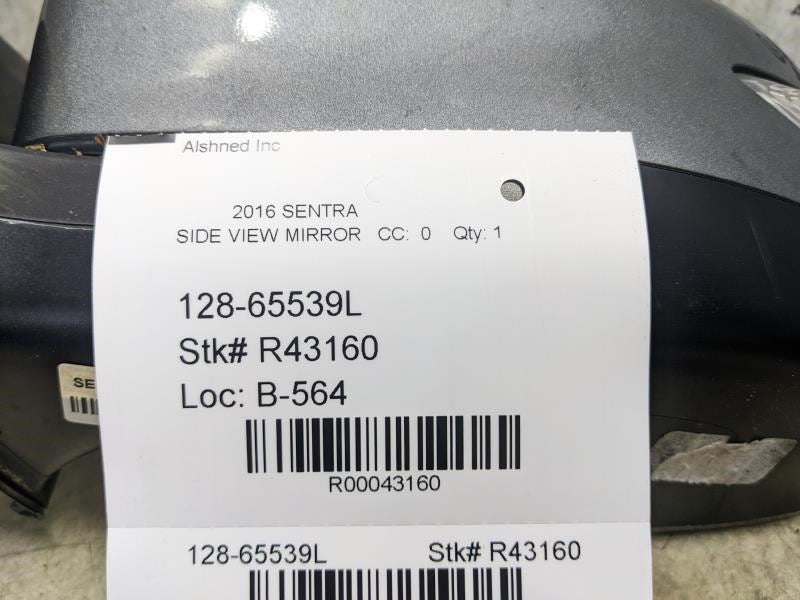 Alshned Inc
2016 SENTRA
SIDE VIEW MIRROR CC: 0 Qty: 1
128-65539L
Stk# R43160
Loc: B-564
SE
R00043160
128-65539L Stk# R43160